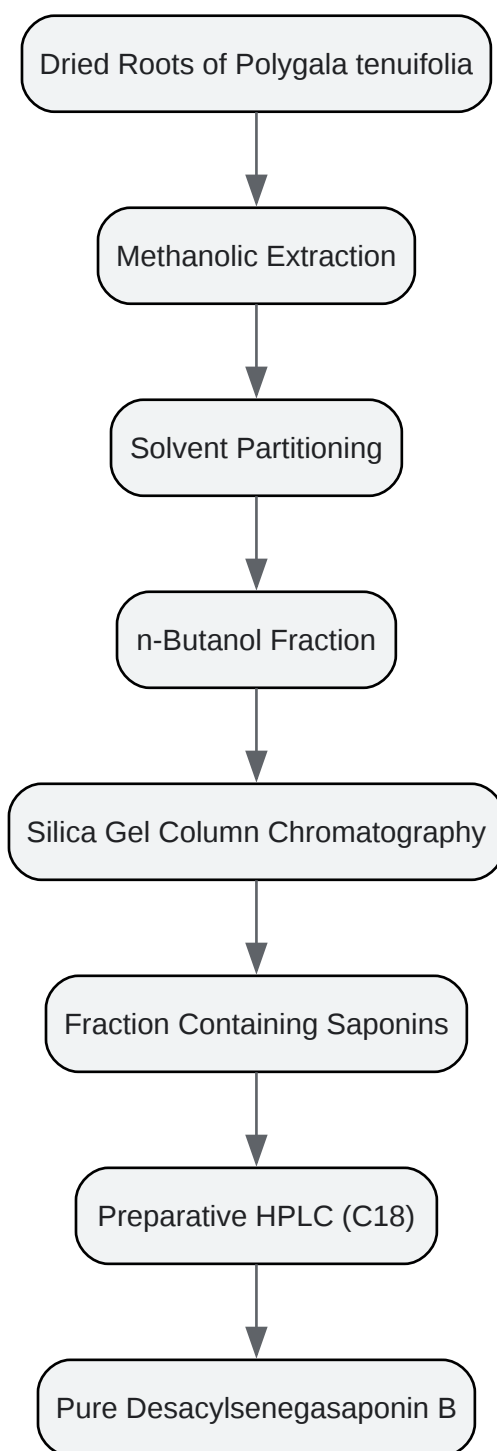 Dried Roots of Polygala tenuifolia
Methanolic Extraction
Solvent Partitioning
n-Butanol Fraction
Silica Gel Column Chromatography
Fraction Containing Saponins
Preparative HPLC (C18)
Pure Desacylsenegasaponin B